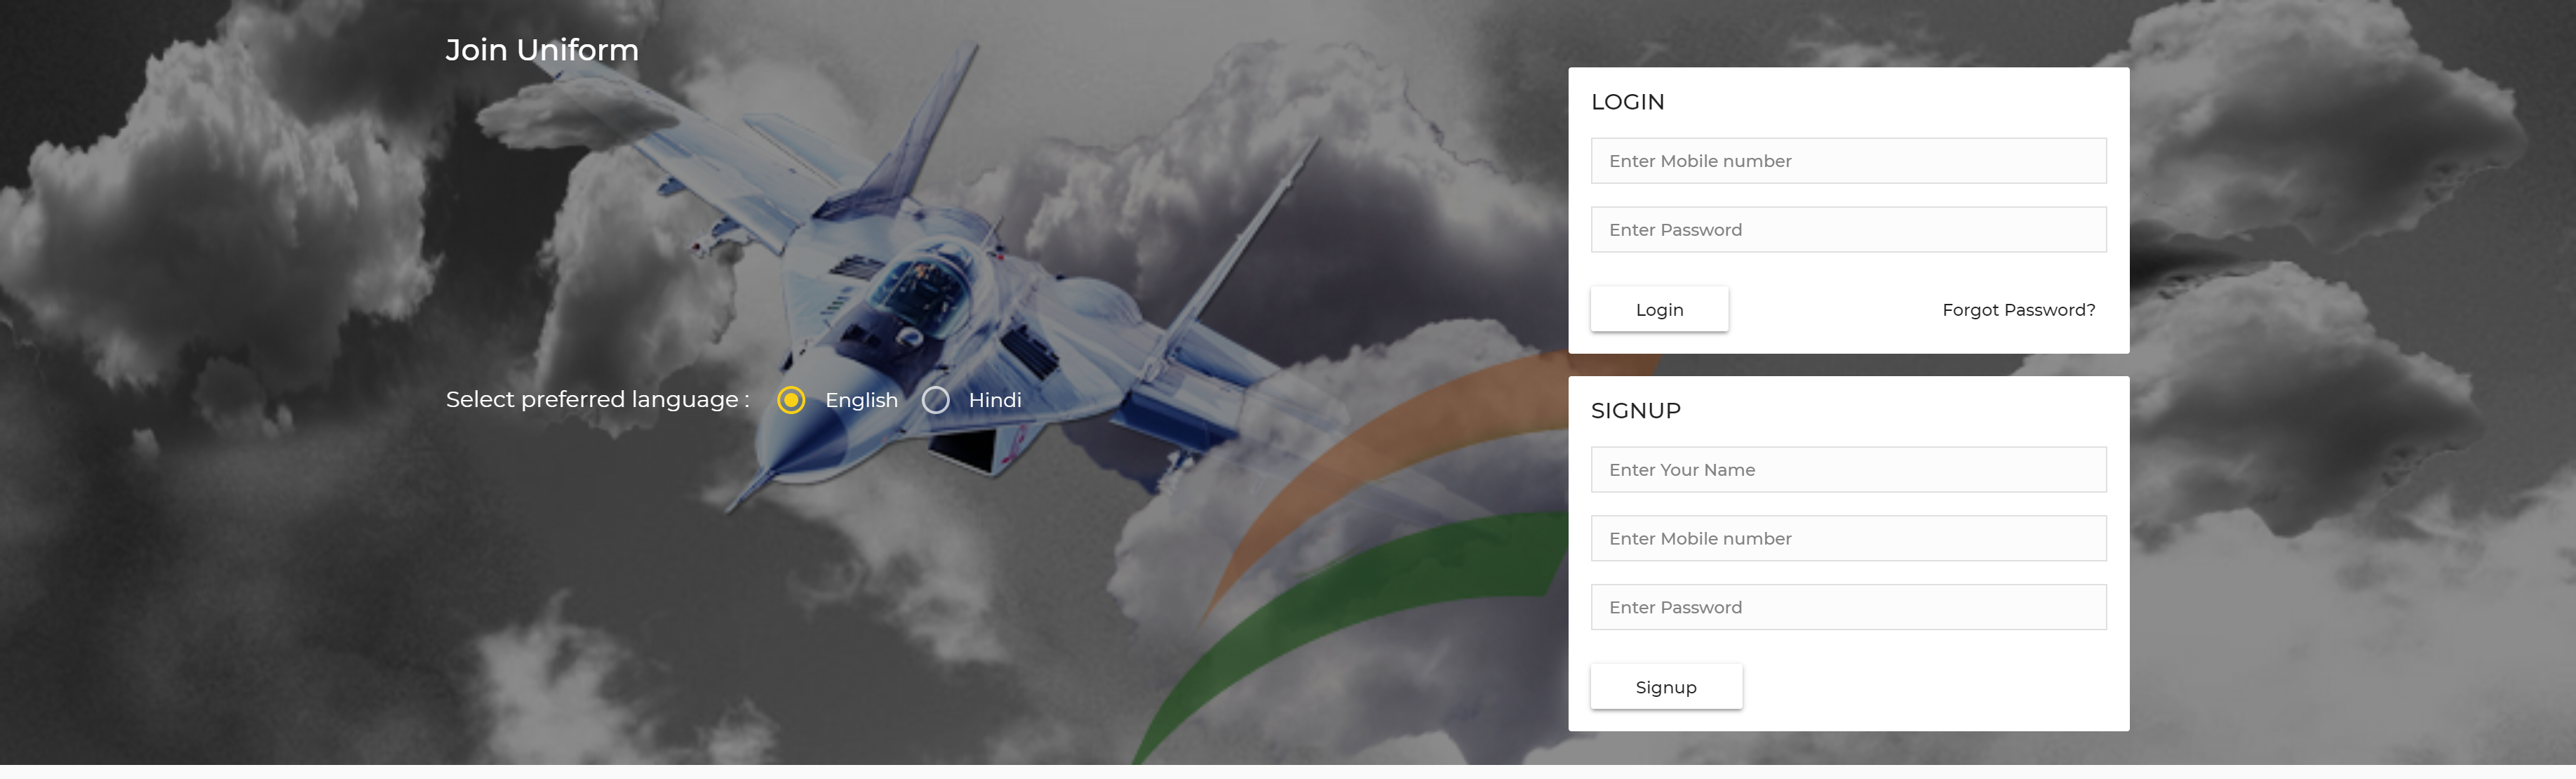 Join Uniform
Select preferred language : English Hindi
LOGIN
Enter Mobile number
Enter Password
Login Forgot Password?
SIGNUP
Enter Your Name
Enter Mobile number
Enter Password
Signup